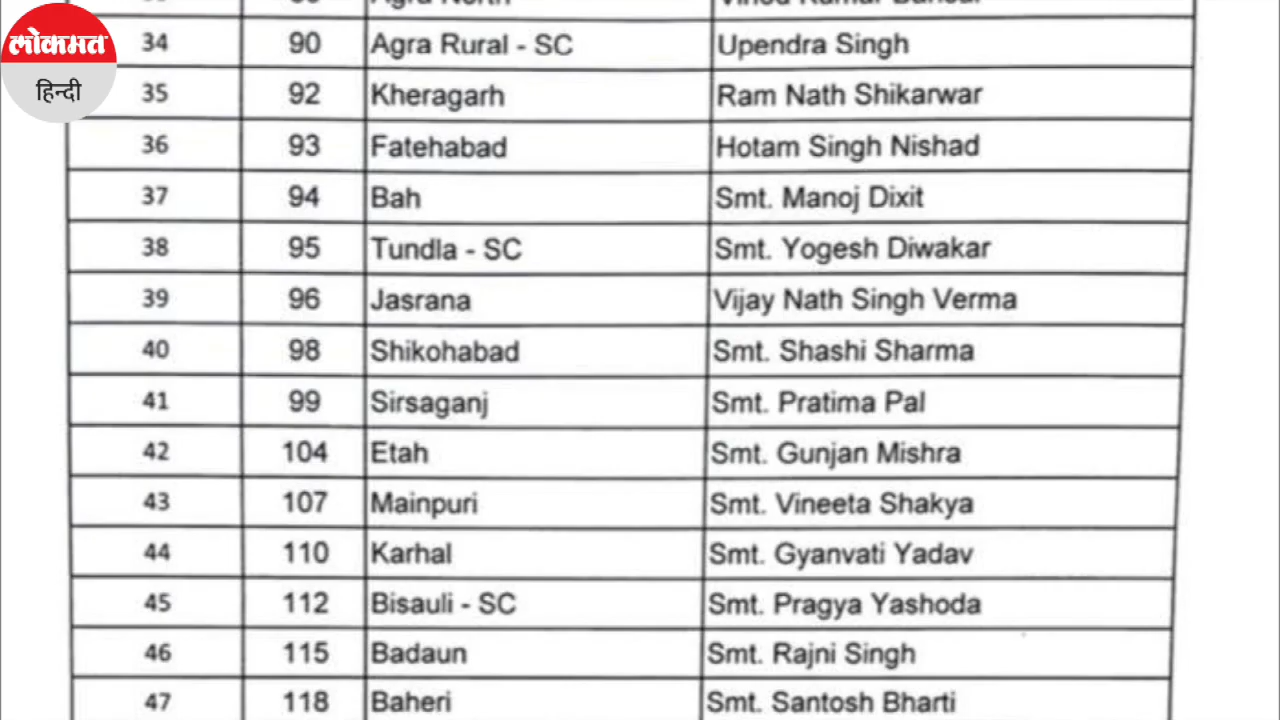 लोकमत
हिन्दी
34 90 Agra Rural - SC Upendra Singh
35 92 Kheragarh Ram Nath Shikarwar
36 93 Fatehabad Hotam Singh Nishad
37 94 Bah Smt. Manoj Dixit
38 95 Tundla - SC Smt. Yogesh Diwakar
39 96 Jasrana Vijay Nath Singh Verma
40 98 Shikohabad Smt. Shashi Sharma
41 99 Sirsaganj Smt. Pratima Pal
42 104 Etah Smt. Gunjan Mishra
43 107 Mainpuri Smt. Vineeta Shakya
44 110 Karhal Smt. Gyanvati Yadav
45 112 Bisauli - SC Smt. Pragya Yashoda
46 115 Badaun Smt. Rajni Singh
47 118 Baheri Smt. Santosh Bharti